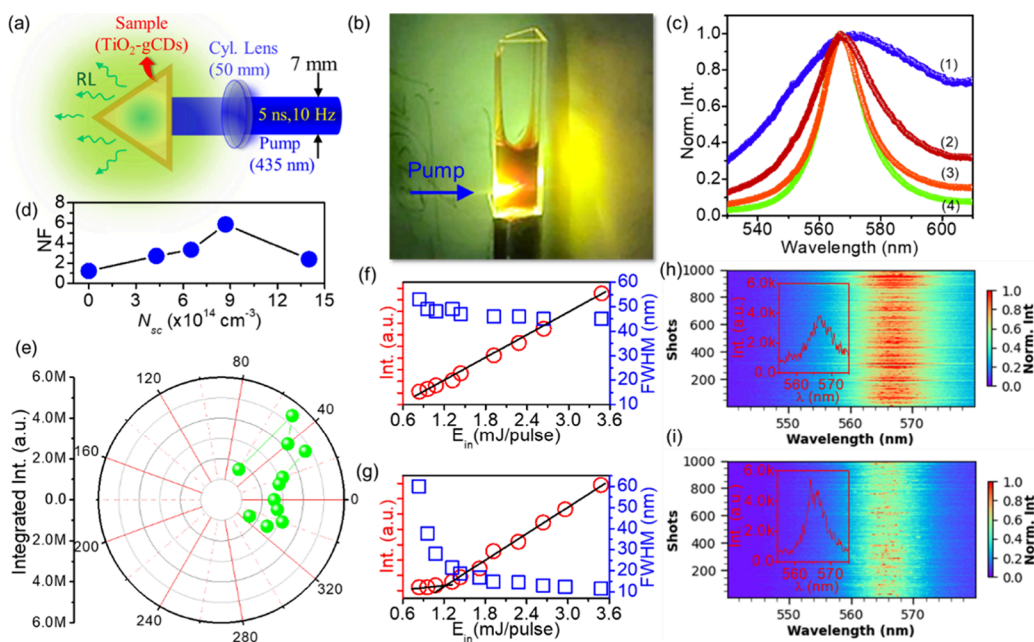 (a)
Sample
(TiO2-gCDs)
Cyl. Lens
(50 mm)
7 mm
RL
5 ns,10 Hz
Pump
(435 nm)
(b)
Pump
(c)
Norm. Int.
1.0
0.8
0.6
0.4
0.2
0.0
(1)
(2)
(3)
(4)
540 560 580 600
Wavelength (nm)
(d)
NF
8
6
4
2
0
0 3 6 9 12 15
Nsc (x10^14 cm^-3)
(e)
Integrated Int. (a.u.)
6.0M
4.0M
2.0M
0.0
2.0M
4.0M
6.0M
80
120
40
160
0
200
320
240
280
(f)
Int. (a.u.)
60
50
40
30
20
10
FWHM (nm)
0.6 1.2 1.8 2.4 3.0 3.6
Ein (mJ/pulse)
(g)
Int. (a.u.)
60
50
40
30
20
10
FWHM (nm)
0.6 1.2 1.8 2.4 3.0 3.6
Ein (mJ/pulse)
(h)
Shots
1000
800
600
400
200
Int. (a.u.)
6.0k
4.0k
2.0k
0.0
560 570
λ (nm)
550 560 570
Wavelength (nm)
1.0
0.8
0.6
0.4
0.2
0.0
Norm. Int
(i)
Shots
1000
800
600
400
200
Int. (a.u.)
6.0k
4.0k
2.0k
0.0
560 570
λ (nm)
550 560 570
Wavelength (nm)
1.0
0.8
0.6
0.4
0.2
0.0
Norm. Int